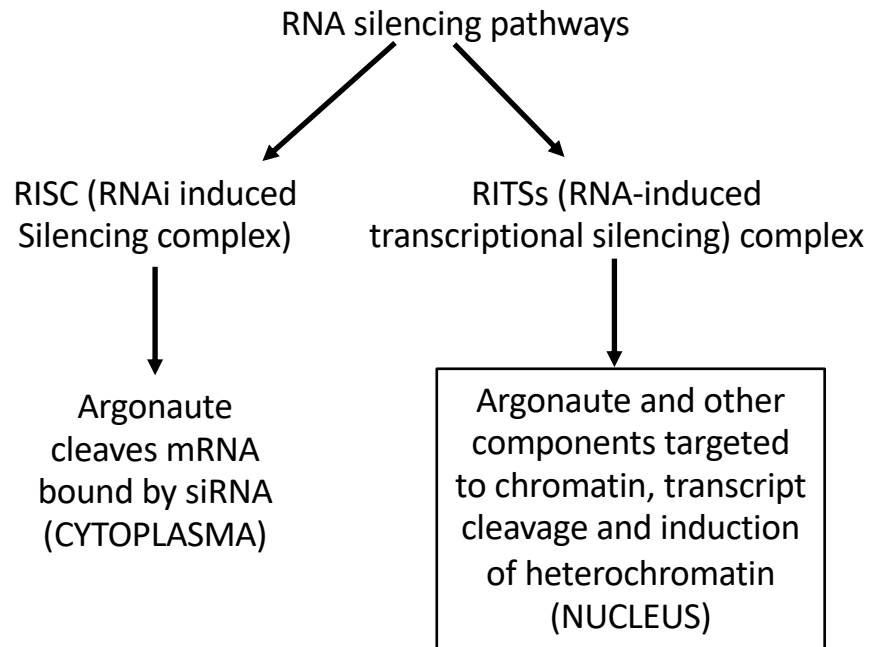 RNA silencing pathways
RISC (RNAi induced
Silencing complex)
RITSs (RNA-induced
transcriptional silencing) complex
Argonaute
cleaves mRNA
bound by siRNA
(CYTOPLASMA)
Argonaute and other
components targeted
to chromatin, transcript
cleavage and induction
of heterochromatin
(NUCLEUS)